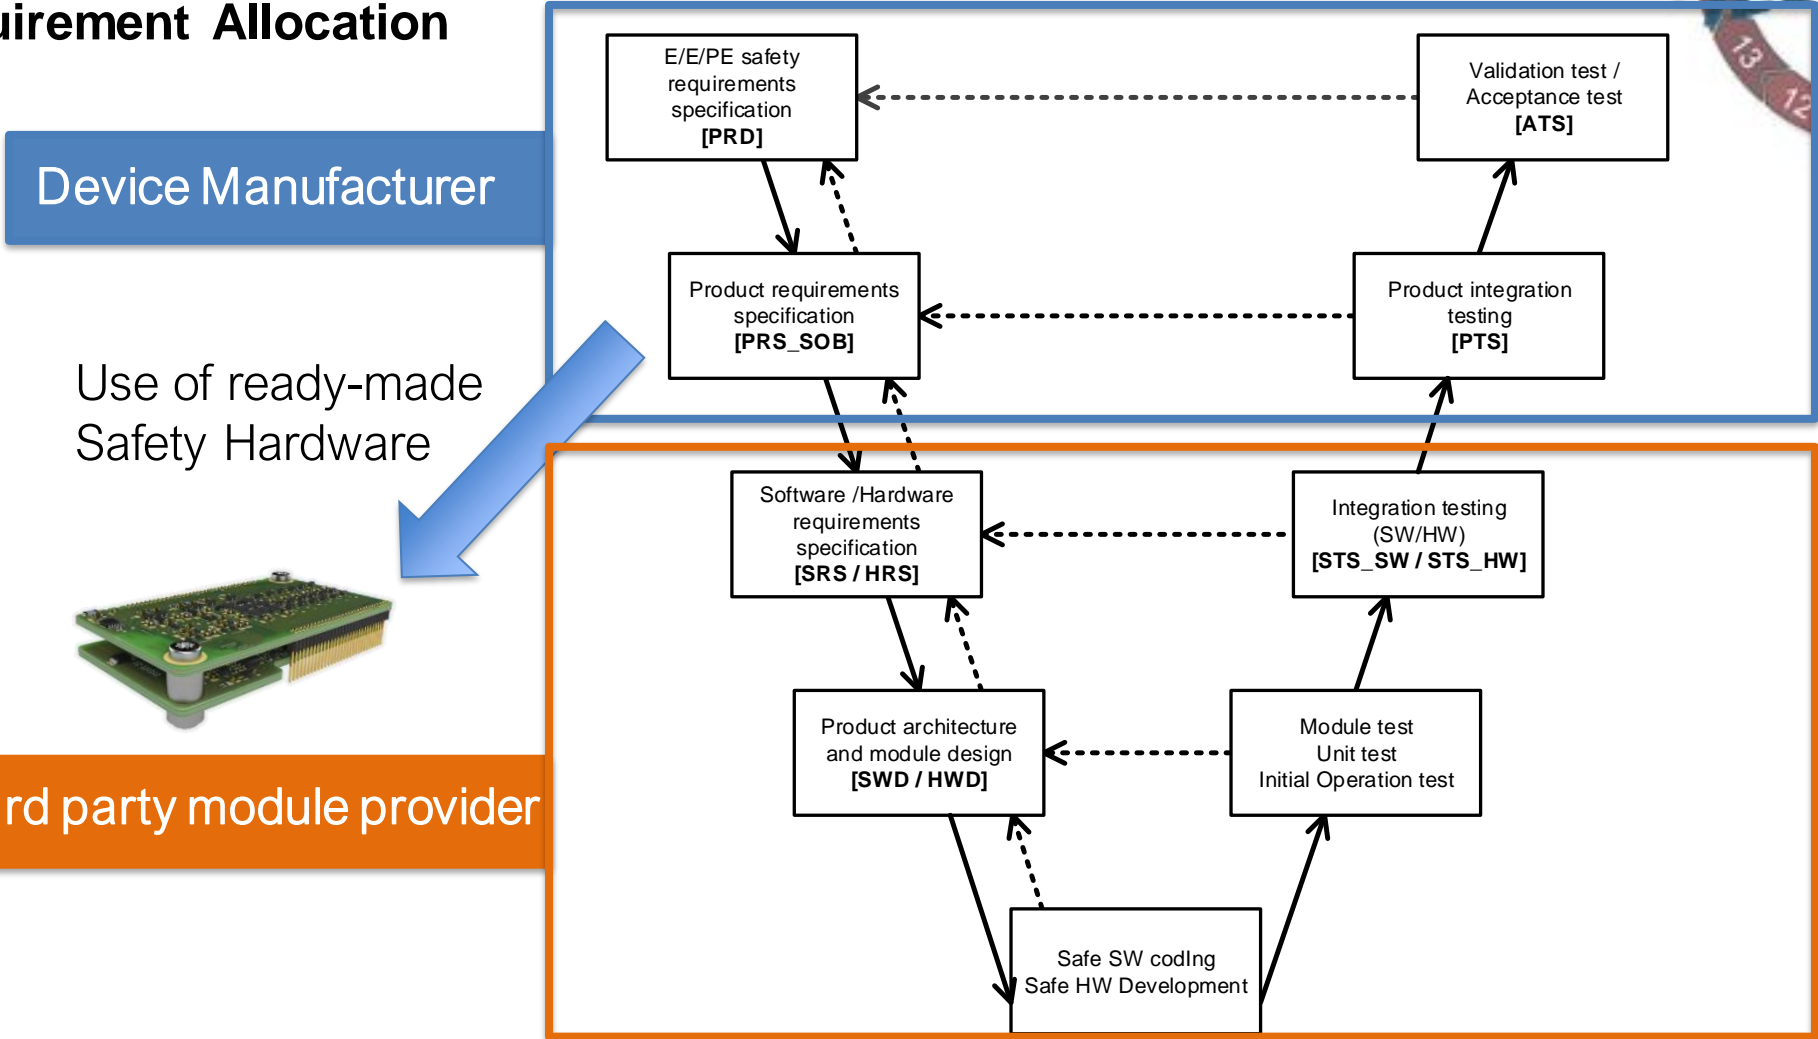 uirement Allocation
E/E/PE safety
requirements
specification
[PRD]
Validation test /
Acceptance test
[ATS]
13
12
Device Manufacturer
Product requirements
specification
[PRS_SOB]
Product integration
testing
[PTS]
Use of ready-made
Safety Hardware
Software /Hardware
requirements
specification
[SRS / HRS]
Integration testing
(SW/HW)
[STS_SW / STS_HW]
Product architecture
and module design
[SWD / HWD]
Module test
Unit test
Initial Operation test
rd party module provider
Safe SW codIng
Safe HW Development